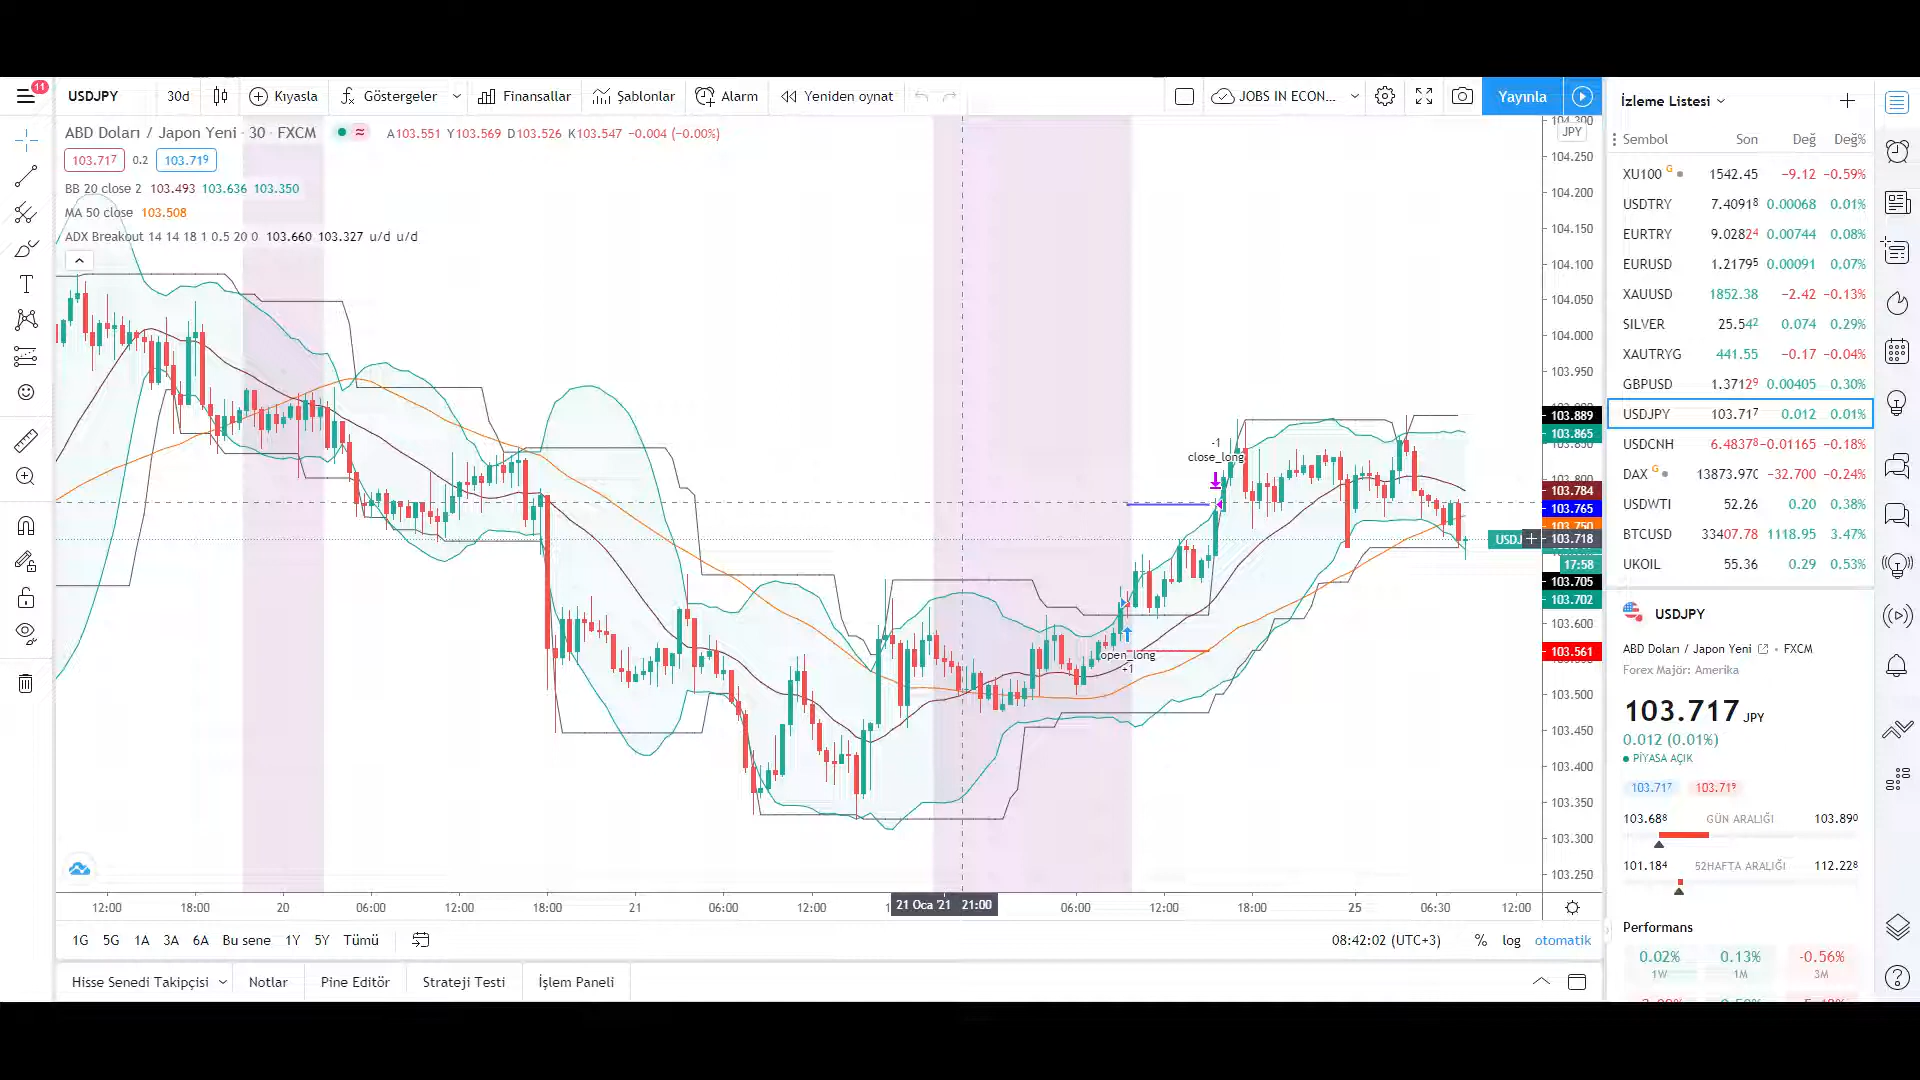 11
USDJPY 30d Kıyasla Göstergeler Finansallar Şablonlar Alarm Yeniden oynat JOBS IN ECON... Yayınla
ABD Doları / Japon Yeni · 30 · FXCM A103.551 Y103.569 D103.526 K103.547 −0.004 (−0.00%)
103.717 0.2 103.719
BB 20 close 2 103.493 103.636 103.350
MA 50 close 103.508
ADX Breakout 14 14 18 1 0.5 20 0 103.660 103.327 u/d u/d
-1
close_long
open_long
+1
104.300
JPY
104.250
104.200
104.150
104.100
104.050
104.000
103.950
103.889
103.865
103.784
103.765
103.750
103.718
17:58
103.705
103.702
103.600
103.561
103.500
103.450
103.400
103.350
103.300
103.250
12:00 18:00 20 06:00 12:00 18:00 21 06:00 12:00 21 Oca '21 21:00 06:00 12:00 18:00 25 06:30 12:00
1G 5G 1A 3A 6A Bu sene 1Y 5Y Tümü 08:42:02 (UTC+3) % log otomatik
Hisse Senedi Takipçisi Notlar Pine Editör Strateji Testi İşlem Paneli
İzleme Listesi
Sembol Son Değ Değ%
XU100 G 1542.45 −9.12 −0.59%
USDTRY 7.40918 0.00068 0.01%
EURTRY 9.02824 0.00744 0.08%
EURUSD 1.21795 0.00091 0.07%
XAUUSD 1852.38 −2.42 −0.13%
SILVER 25.542 0.074 0.29%
XAUTRYG 441.55 −0.17 −0.04%
GBPUSD 1.37129 0.00405 0.30%
USDJPY 103.717 0.012 0.01%
USDCNH 6.48378 −0.01165 −0.18%
DAX G 13873.970 −32.700 −0.24%
USDWTI 52.26 0.20 0.38%
BTCUSD 33407.78 1118.95 3.47%
UKOIL 55.36 0.29 0.53%
USDJPY
ABD Doları / Japon Yeni • FXCM
Forex Majör: Amerika
103.717 JPY
0.012 (0.01%)
PİYASA AÇIK
103.717 103.719
103.688 GÜN ARALIĞI 103.890
101.184 52HAFTA ARALIĞI 112.228
Performans
0.02% 0.13% -0.56%
1W 1M 3M